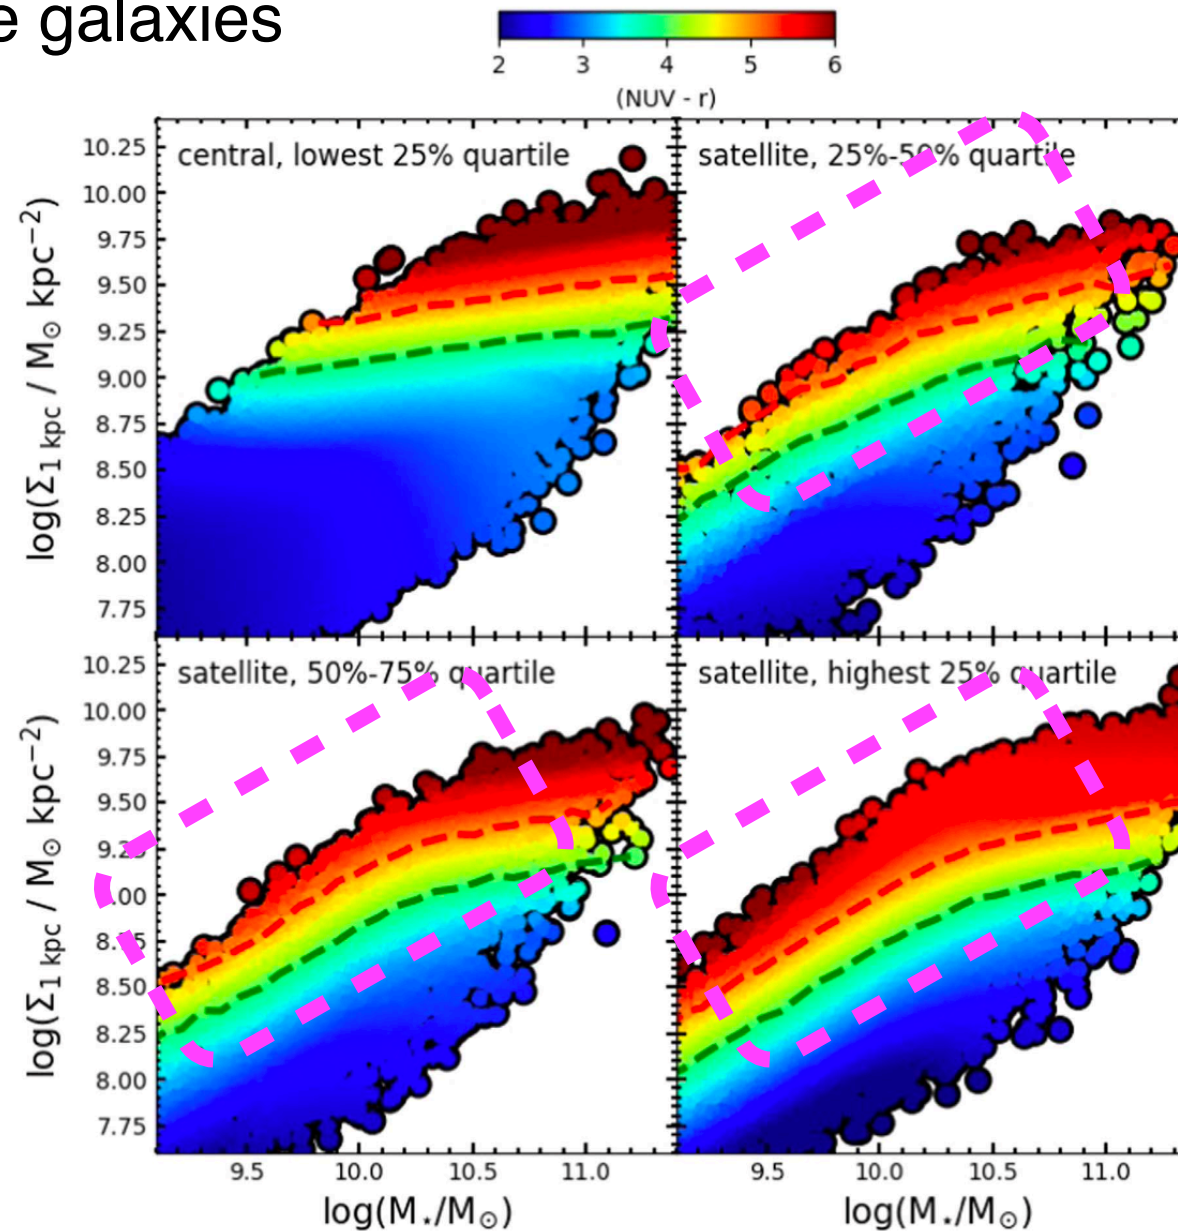 e galaxies
2 3 4 5 6
(NUV - r)
central, lowest 25% quartile
satellite, 25%-50% quartile
10.25
10.00
9.75
9.50
9.25
9.00
8.75
8.50
8.25
8.00
7.75
log(Σ1 kpc / M⊙ kpc−2)
satellite, 50%-75% quartile
satellite, highest 25% quartile
10.25
10.00
9.75
9.50
8.50
8.25
8.00
7.75
log(Σ1 kpc / M⊙ kpc−2)
9.5 10.0 10.5 11.0
9.5 10.0 10.5 11.0
log(M⋆/M⊙)
log(M⋆/M⊙)